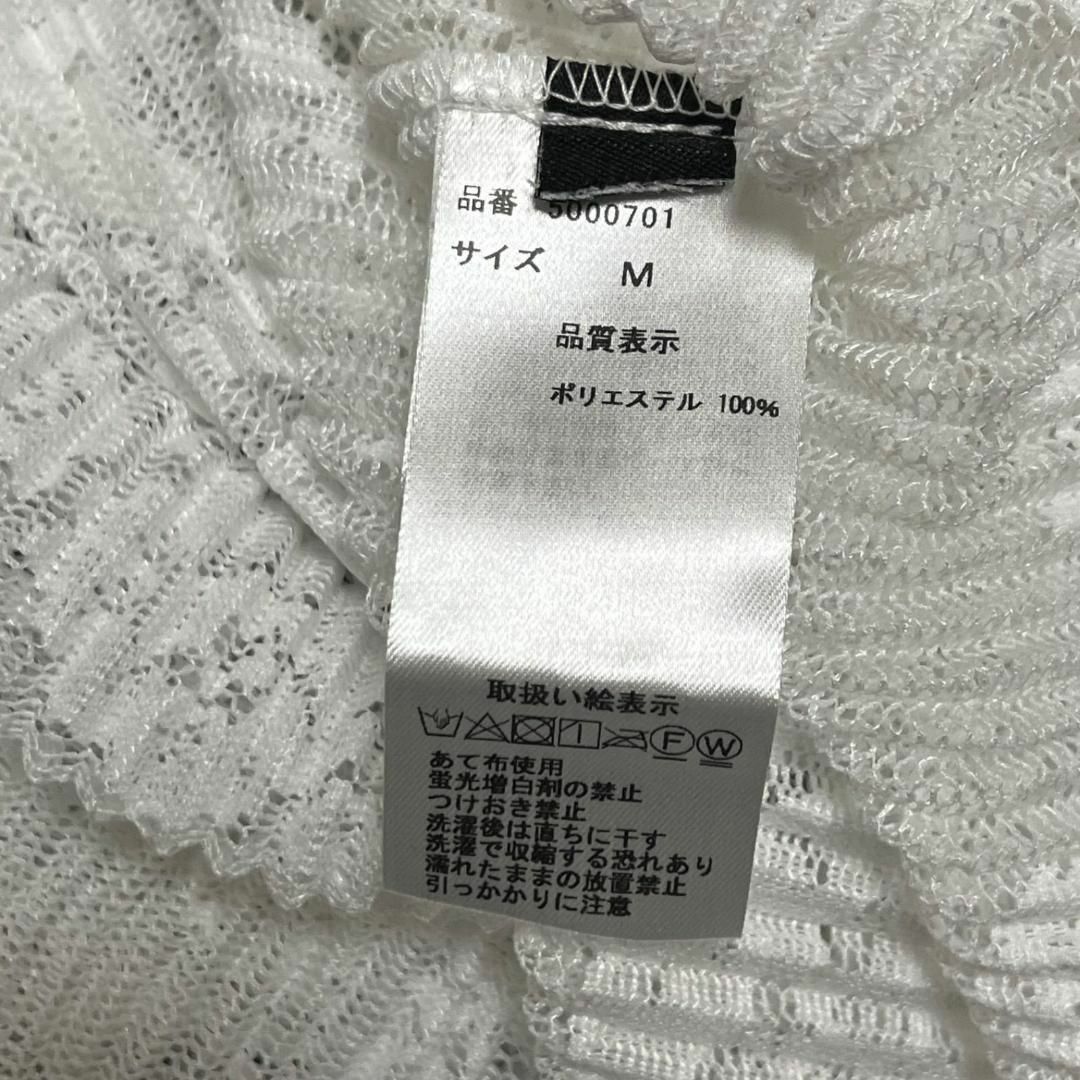 品番 5000701
サイズ M
品質表示
ポリエステル 100%
取扱い絵表示
F W
あて布使用
蛍光増白剤の禁止
つけおき禁止
洗濯後は直ちに干す
洗濯で収縮する恐れあり
濡れたままの放置禁止
引っかかりに注意